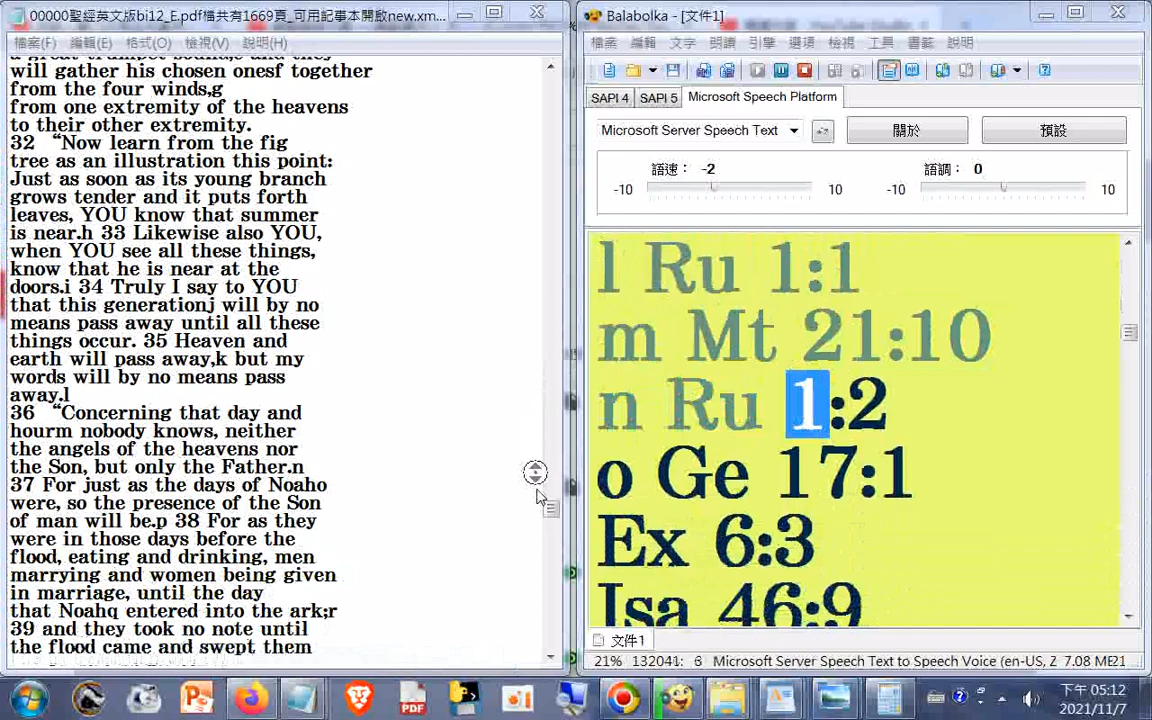 00000聖經英文版bi12_E.pdf檔共有1669頁_可用記事本開啟new.xm...
檔案(F) 編輯(E) 格式(O) 檢視(V) 說明(H)
a great trumpet sound,e and they
will gather his chosen onesf together
from the four winds,g
from one extremity of the heavens
to their other extremity.
32 “Now learn from the fig
tree as an illustration this point:
Just as soon as its young branch
grows tender and it puts forth
leaves, YOU know that summer
is near.h 33 Likewise also YOU,
when YOU see all these things,
know that he is near at the
doors.i 34 Truly I say to YOU
that this generationj will by no
means pass away until all these
things occur. 35 Heaven and
earth will pass away,k but my
words will by no means pass
away.l
36 “Concerning that day and
hourm nobody knows, neither
the angels of the heavens nor
the Son, but only the Father.n
37 For just as the days of Noaho
were, so the presence of the Son
of man will be.p 38 For as they
were in those days before the
flood, eating and drinking, men
marrying and women being given
in marriage, until the day
that Noahq entered into the ark;r
39 and they took no note until
the flood came and swept them
Balabolka - [文件1]
檔案 編輯 文字 朗讀 引擎 選項 檢視 工具 書籤 說明
SAPI 4 SAPI 5 Microsoft Speech Platform
Microsoft Server Speech Text 關於 預設
語速： -2 語調： 0
-10 10 -10 10
l Ru 1:1
m Mt 21:10
n Ru 1:2
o Ge 17:1
Ex 6:3
Isa 46:9
文件1
21% 132041: 6 Microsoft Server Speech Text to Speech Voice (en-US, Z 7.08 ME21
下午 05:12
2021/11/7